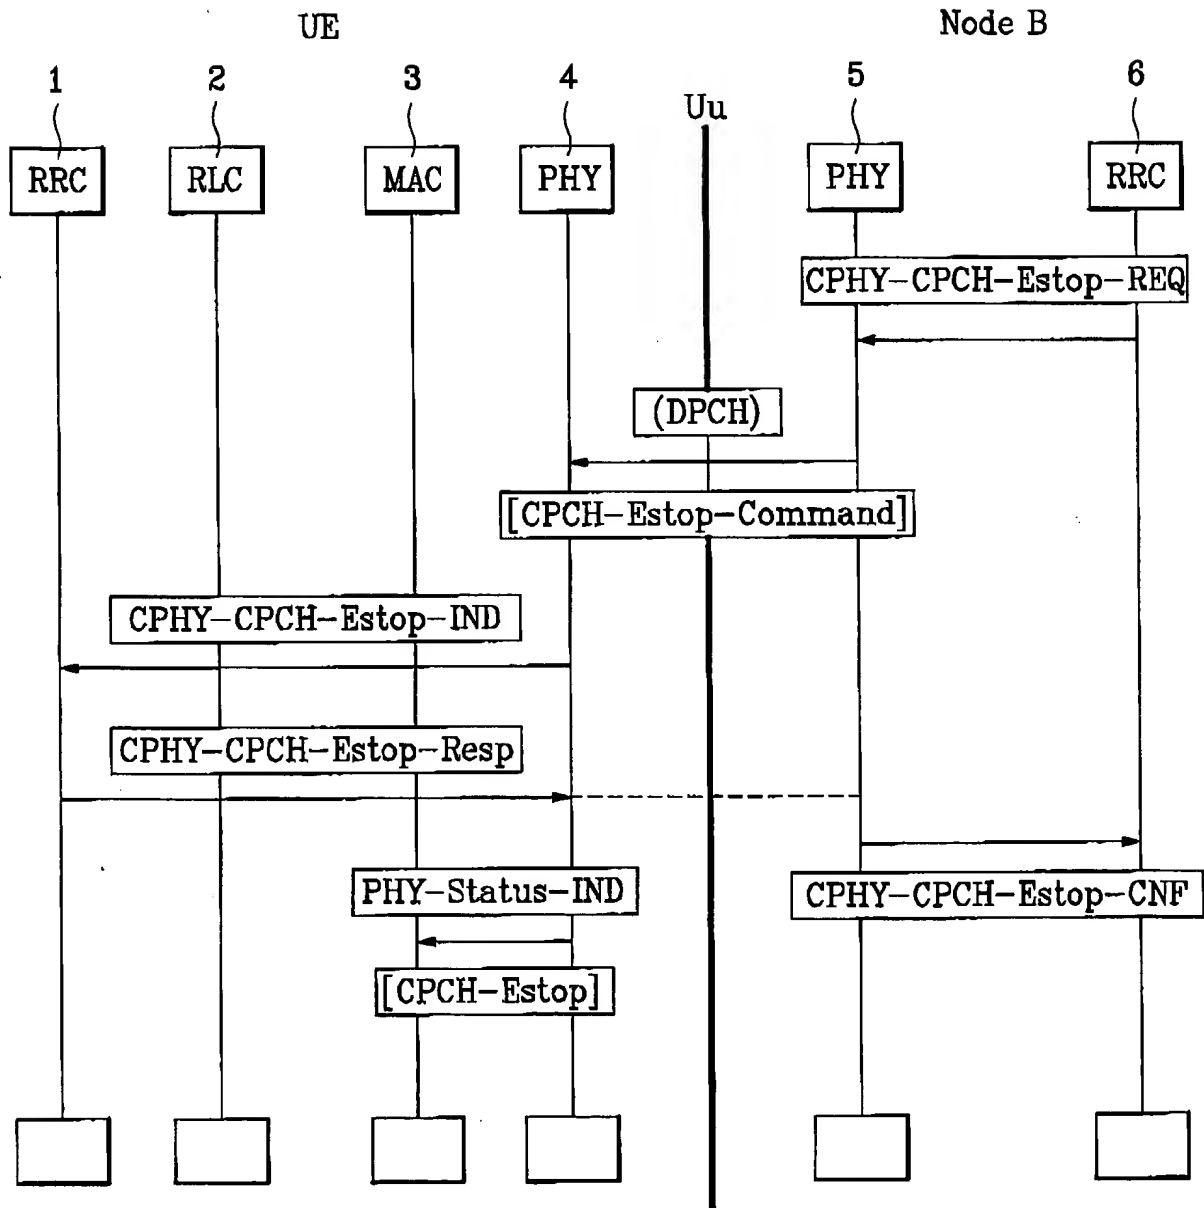 UE
Node B
1
2
3
4
5
6
Uu
RRC
RLC
MAC
PHY
PHY
RRC
CPHY-CPCH-Estop-REQ
(DPCH)
[CPCH-Estop-Command]
CPHY-CPCH-Estop-IND
CPHY-CPCH-Estop-Resp
PHY-Status-IND
CPHY-CPCH-Estop-CNF
[CPCH-Estop]